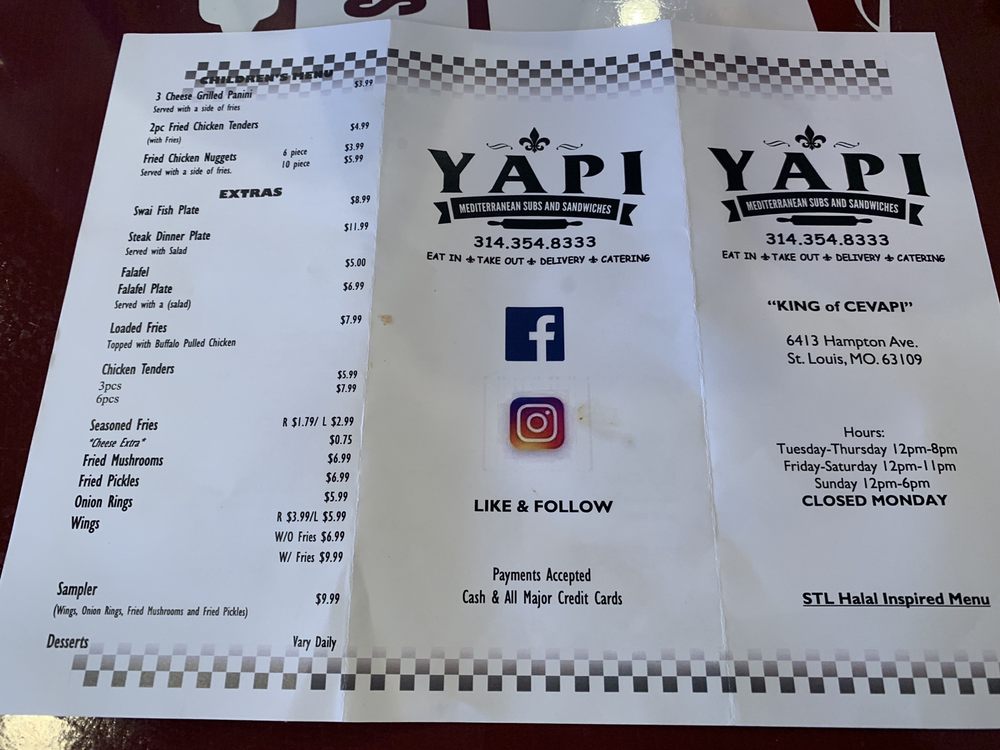 CHILDREN'S MENU
3 Cheese Grilled Panini $3.99
Served with a side of fries
2pc Fried Chicken Tenders $4.99
(with Fries)
Fried Chicken Nuggets 6 piece $3.99
10 piece $5.99
Served with a side of fries.
EXTRAS
Swai Fish Plate $8.99
Steak Dinner Plate $11.99
Served with Salad
Falafel $5.00
Falafel Plate $6.99
Served with a (salad)
Loaded Fries $7.99
Topped with Buffalo Pulled Chicken
Chicken Tenders
3pcs $5.99
6pcs $7.99
Seasoned Fries R $1.79/ L $2.99
"Cheese Extra" $0.75
Fried Mushrooms $6.99
Fried Pickles $6.99
Onion Rings $5.99
Wings R $3.99/L $5.99
W/O Fries $6.99
W/ Fries $9.99
Sampler $9.99
(Wings, Onion Rings, Fried Mushrooms and Fried Pickles)
Desserts Vary Daily
YAPI
MEDITERRANEAN SUBS AND SANDWICHES
314.354.8333
EAT IN ⚜ TAKE OUT ⚜ DELIVERY ⚜ CATERING
LIKE & FOLLOW
Payments Accepted
Cash & All Major Credit Cards
YAPI
MEDITERRANEAN SUBS AND SANDWICHES
314.354.8333
EAT IN ⚜ TAKE OUT ⚜ DELIVERY ⚜ CATERING
"KING of CEVAPI"
6413 Hampton Ave.
St. Louis, MO. 63109
Hours:
Tuesday-Thursday 12pm-8pm
Friday-Saturday 12pm-11pm
Sunday 12pm-6pm
CLOSED MONDAY
STL Halal Inspired Menu